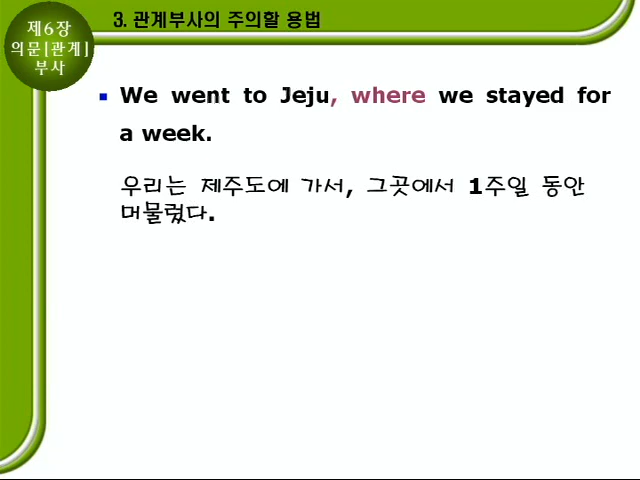 제6장
의문[관계]
부사
3. 관계부사의 주의할 용법
We went to Jeju, where we stayed for
a week.
우리는 제주도에 가서, 그곳에서 1주일 동안
머물렀다.